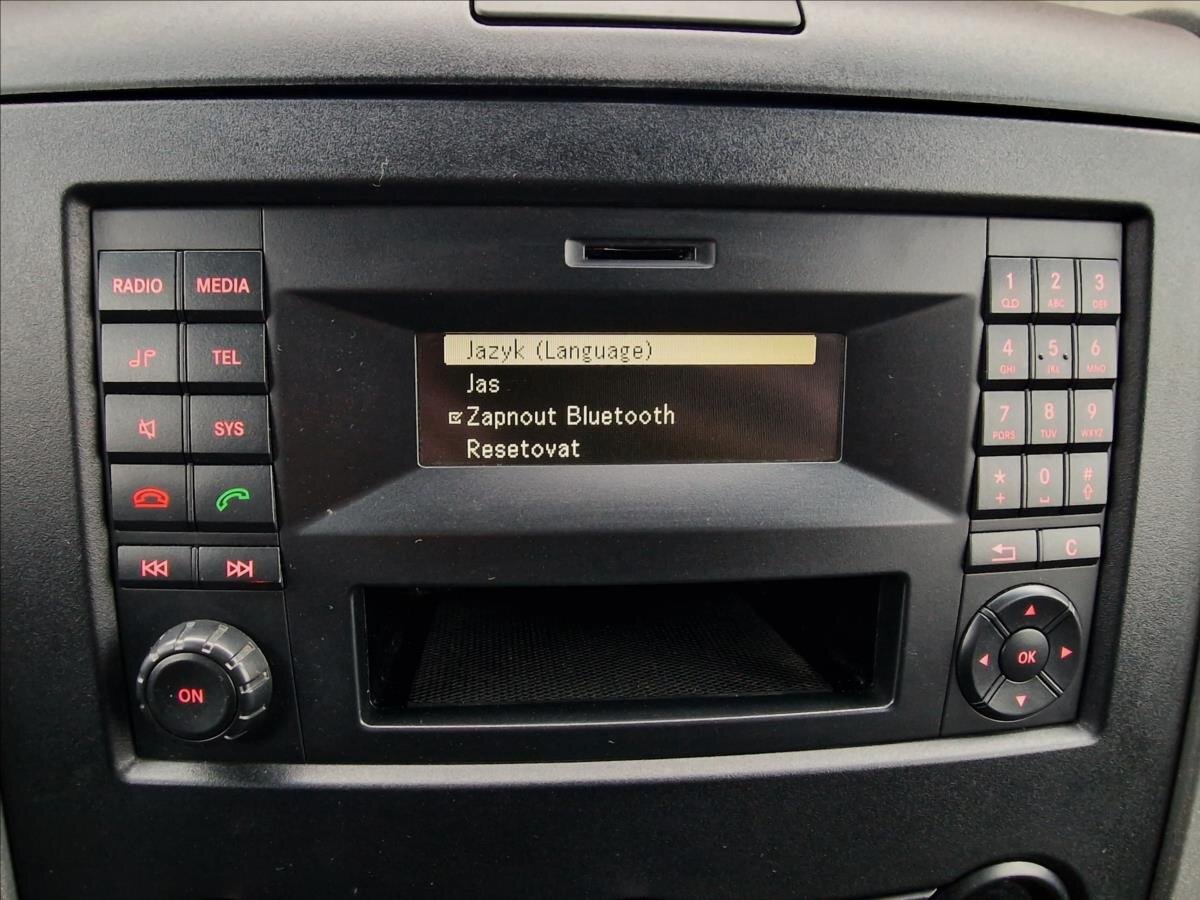 RADIO MEDIA
TEL
SYS
ON
Jazyk (Language)
Jas
Zapnout Bluetooth
Resetovat
1 2 ABC 3 DEF
4 GHI 5 JKL 6 MNO
7 PQRS 8 TUV 9 WXYZ
* + 0 #
C
OK